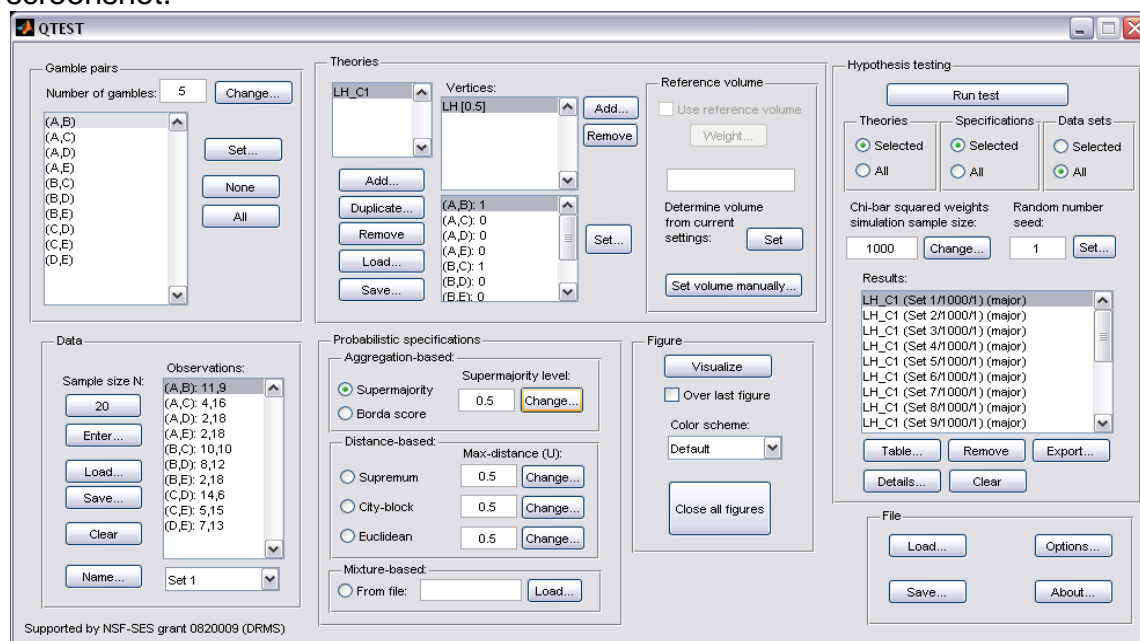 screenshot.
QTEST
Gamble pairs
Number of gambles: 5 Change...
(A,B)
(A,C)
(A,D)
(A,E)
(B,C)
(B,D)
(B,E)
(C,D)
(C,E)
(D,E)
Set...
None
All
Theories
LH_C1
Add...
Duplicate...
Remove
Load...
Save...
Vertices:
LH [0.5]
Add...
Remove
(A,B): 1
(A,C): 0
(A,D): 0
(A,E): 0
(B,C): 1
(B,D): 0
(B,E): 0
Set...
Reference volume
Use reference volume
Weight...
Determine volume
from current
settings: Set
Set volume manually...
Hypothesis testing
Run test
Theories
Selected
All
Specifications
Selected
All
Data sets
Selected
All
Chi-bar squared weights
simulation sample size:
1000 Change...
Random number
seed:
1 Set...
Results:
LH_C1 (Set 1/1000/1) (major)
LH_C1 (Set 2/1000/1) (major)
LH_C1 (Set 3/1000/1) (major)
LH_C1 (Set 4/1000/1) (major)
LH_C1 (Set 5/1000/1) (major)
LH_C1 (Set 6/1000/1) (major)
LH_C1 (Set 7/1000/1) (major)
LH_C1 (Set 8/1000/1) (major)
LH_C1 (Set 9/1000/1) (major)
Table... Remove Export...
Details... Clear
Data
Sample size N:
20
Enter...
Load...
Save...
Clear
Name...
Observations:
(A,B): 11,9
(A,C): 4,16
(A,D): 2,18
(A,E): 2,18
(B,C): 10,10
(B,D): 8,12
(B,E): 2,18
(C,D): 14,6
(C,E): 5,15
(D,E): 7,13
Set 1
Probabilistic specifications
Aggregation-based:
Supermajority level:
Supermajority 0.5 Change...
Borda score
Distance-based:
Max-distance (U):
Supremum 0.5 Change...
City-block 0.5 Change...
Euclidean 0.5 Change...
Mixture-based:
From file: Load...
Figure
Visualize
Over last figure
Color scheme:
Default
Close all figures
File
Load... Options...
Save... About...
Supported by NSF-SES grant 0820009 (DRMS)